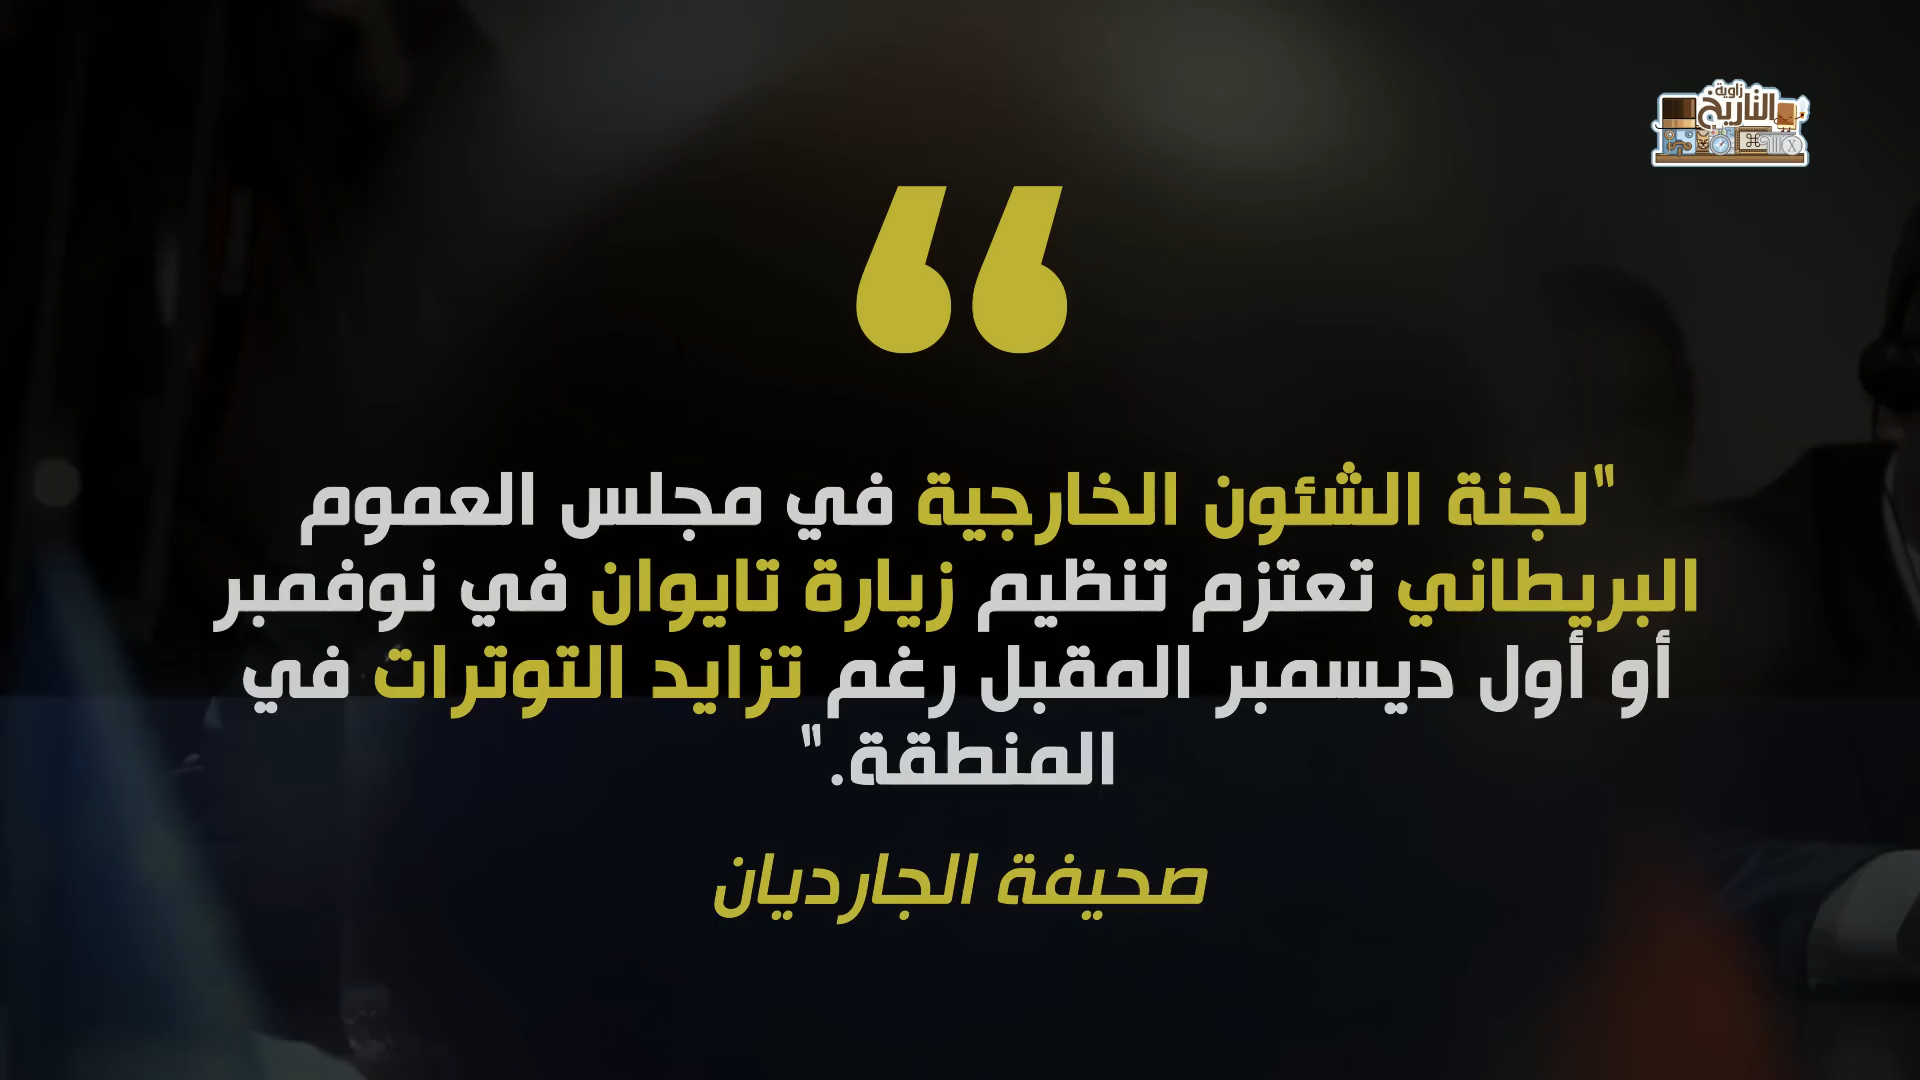 زاوية
التاريخ
"لجنة الشئون الخارجية في مجلس العموم
البريطاني تعتزم تنظيم زيارة تايوان في نوفمبر
أو أول ديسمبر المقبل رغم تزايد التوترات في
المنطقة."
صحيفة الجارديان